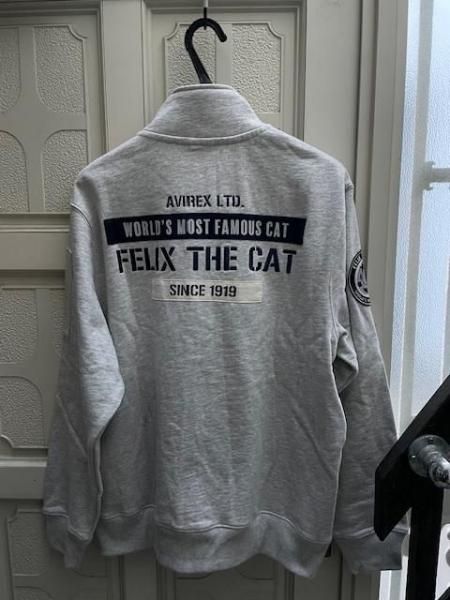 AVIREX LTD.
WORLD'S MOST FAMOUS CAT
FELIX THE CAT
SINCE 1919